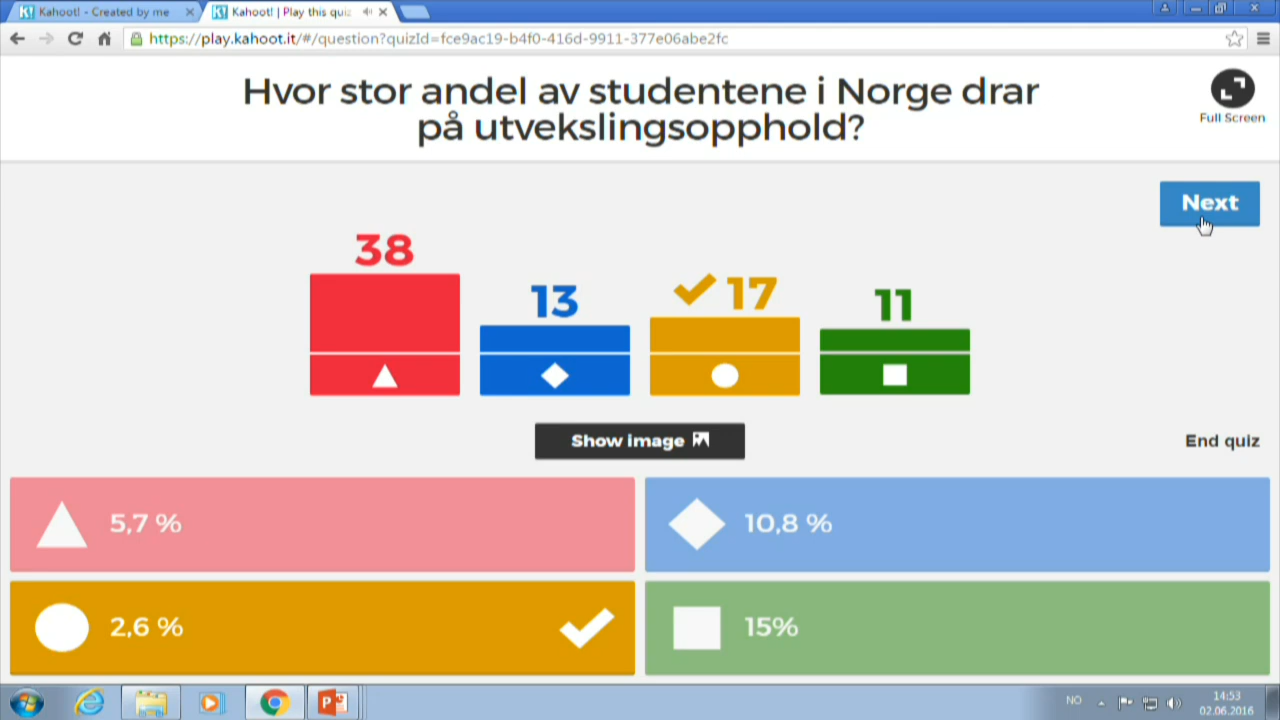 Kahoot! - Created by me
Kahoot! | Play this quiz
https://play.kahoot.it/#/question?quizId=fce9ac19-b4f0-416d-9911-377e06abe2fc
Hvor stor andel av studentene i Norge drar
på utvekslingsopphold?
Full Screen
Next
38
13
17
11
Show image
End quiz
5,7 %
10,8 %
2,6 %
15%
NO
14:53
02.06.2016